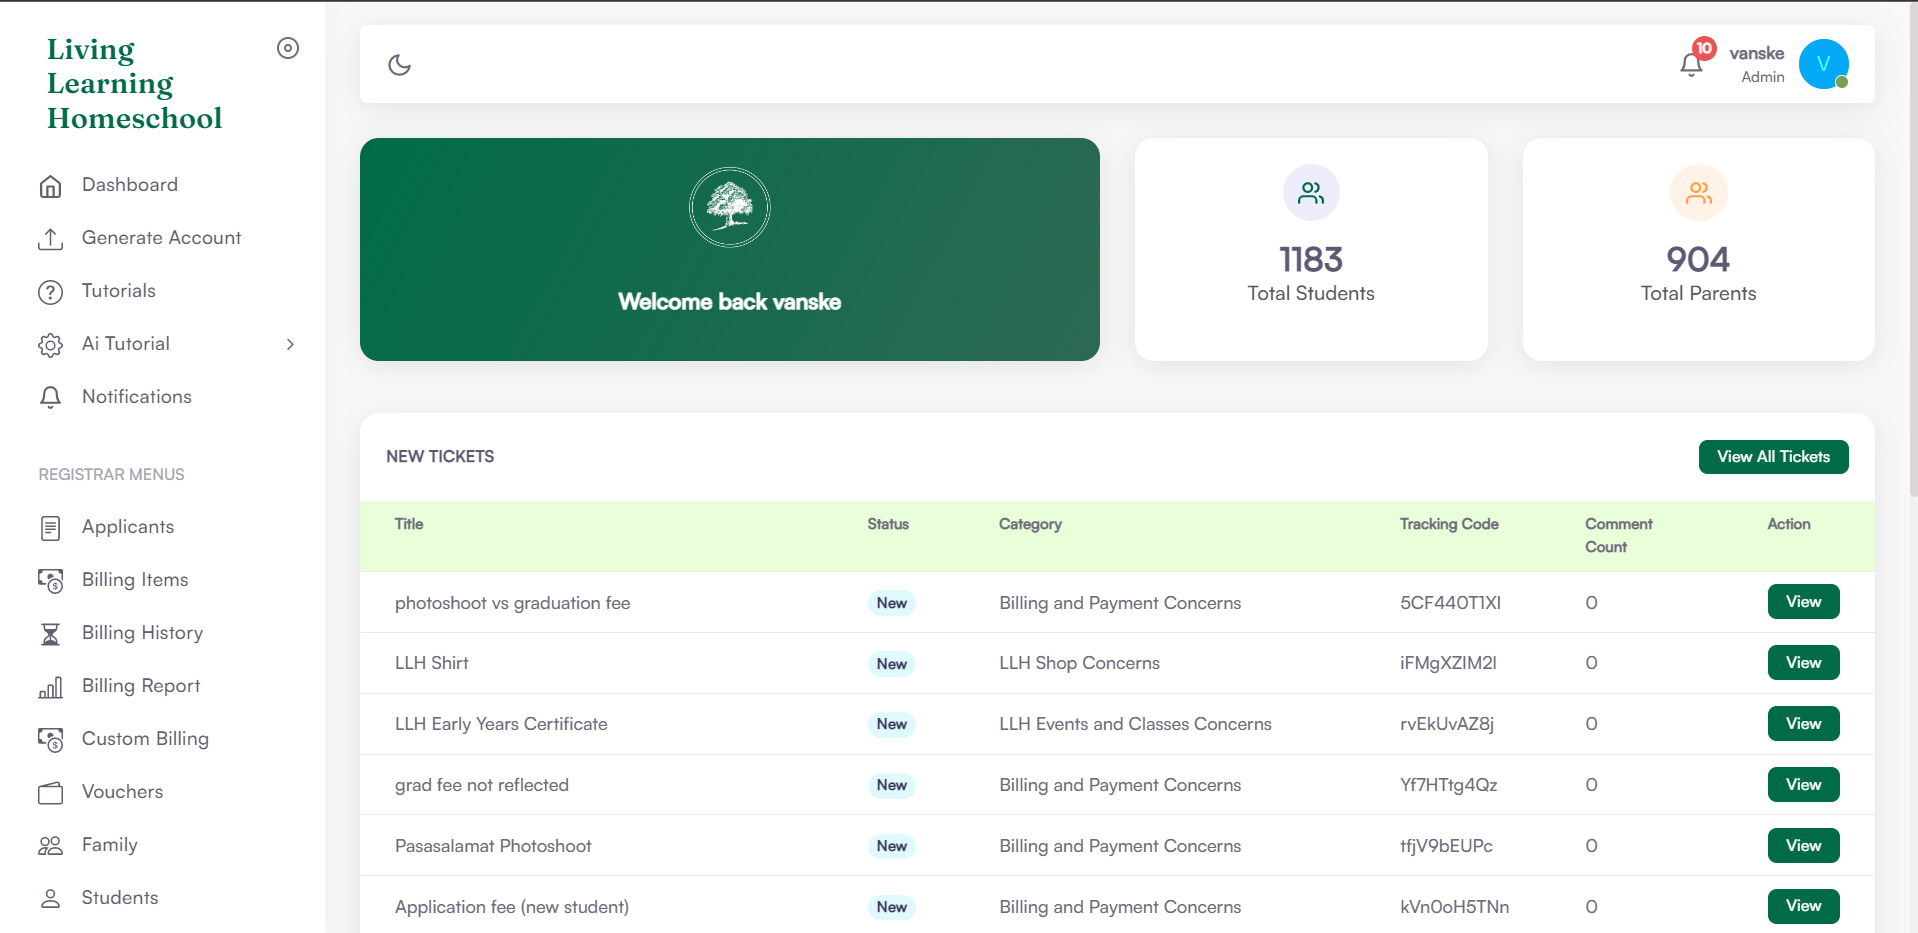 Living
Learning
Homeschool
Dashboard
Generate Account
Tutorials
Ai Tutorial
Notifications
REGISTRAR MENUS
Applicants
Billing Items
Billing History
Billing Report
Custom Billing
Vouchers
Family
Students
10
vanske
Admin
V
Welcome back vanske
1183
Total Students
904
Total Parents
NEW TICKETS
View All Tickets
Title Status Category Tracking Code Comment Count Action
photoshoot vs graduation fee New Billing and Payment Concerns 5CF440T1XI 0 View
LLH Shirt New LLH Shop Concerns iFMgXZIM2I 0 View
LLH Early Years Certificate New LLH Events and Classes Concerns rvEkUvAZ8j 0 View
grad fee not reflected New Billing and Payment Concerns Yf7HTtg4Qz 0 View
Pasasalamat Photoshoot New Billing and Payment Concerns tfjV9bEUPc 0 View
Application fee (new student) New Billing and Payment Concerns kVn0oH5TNn 0 View